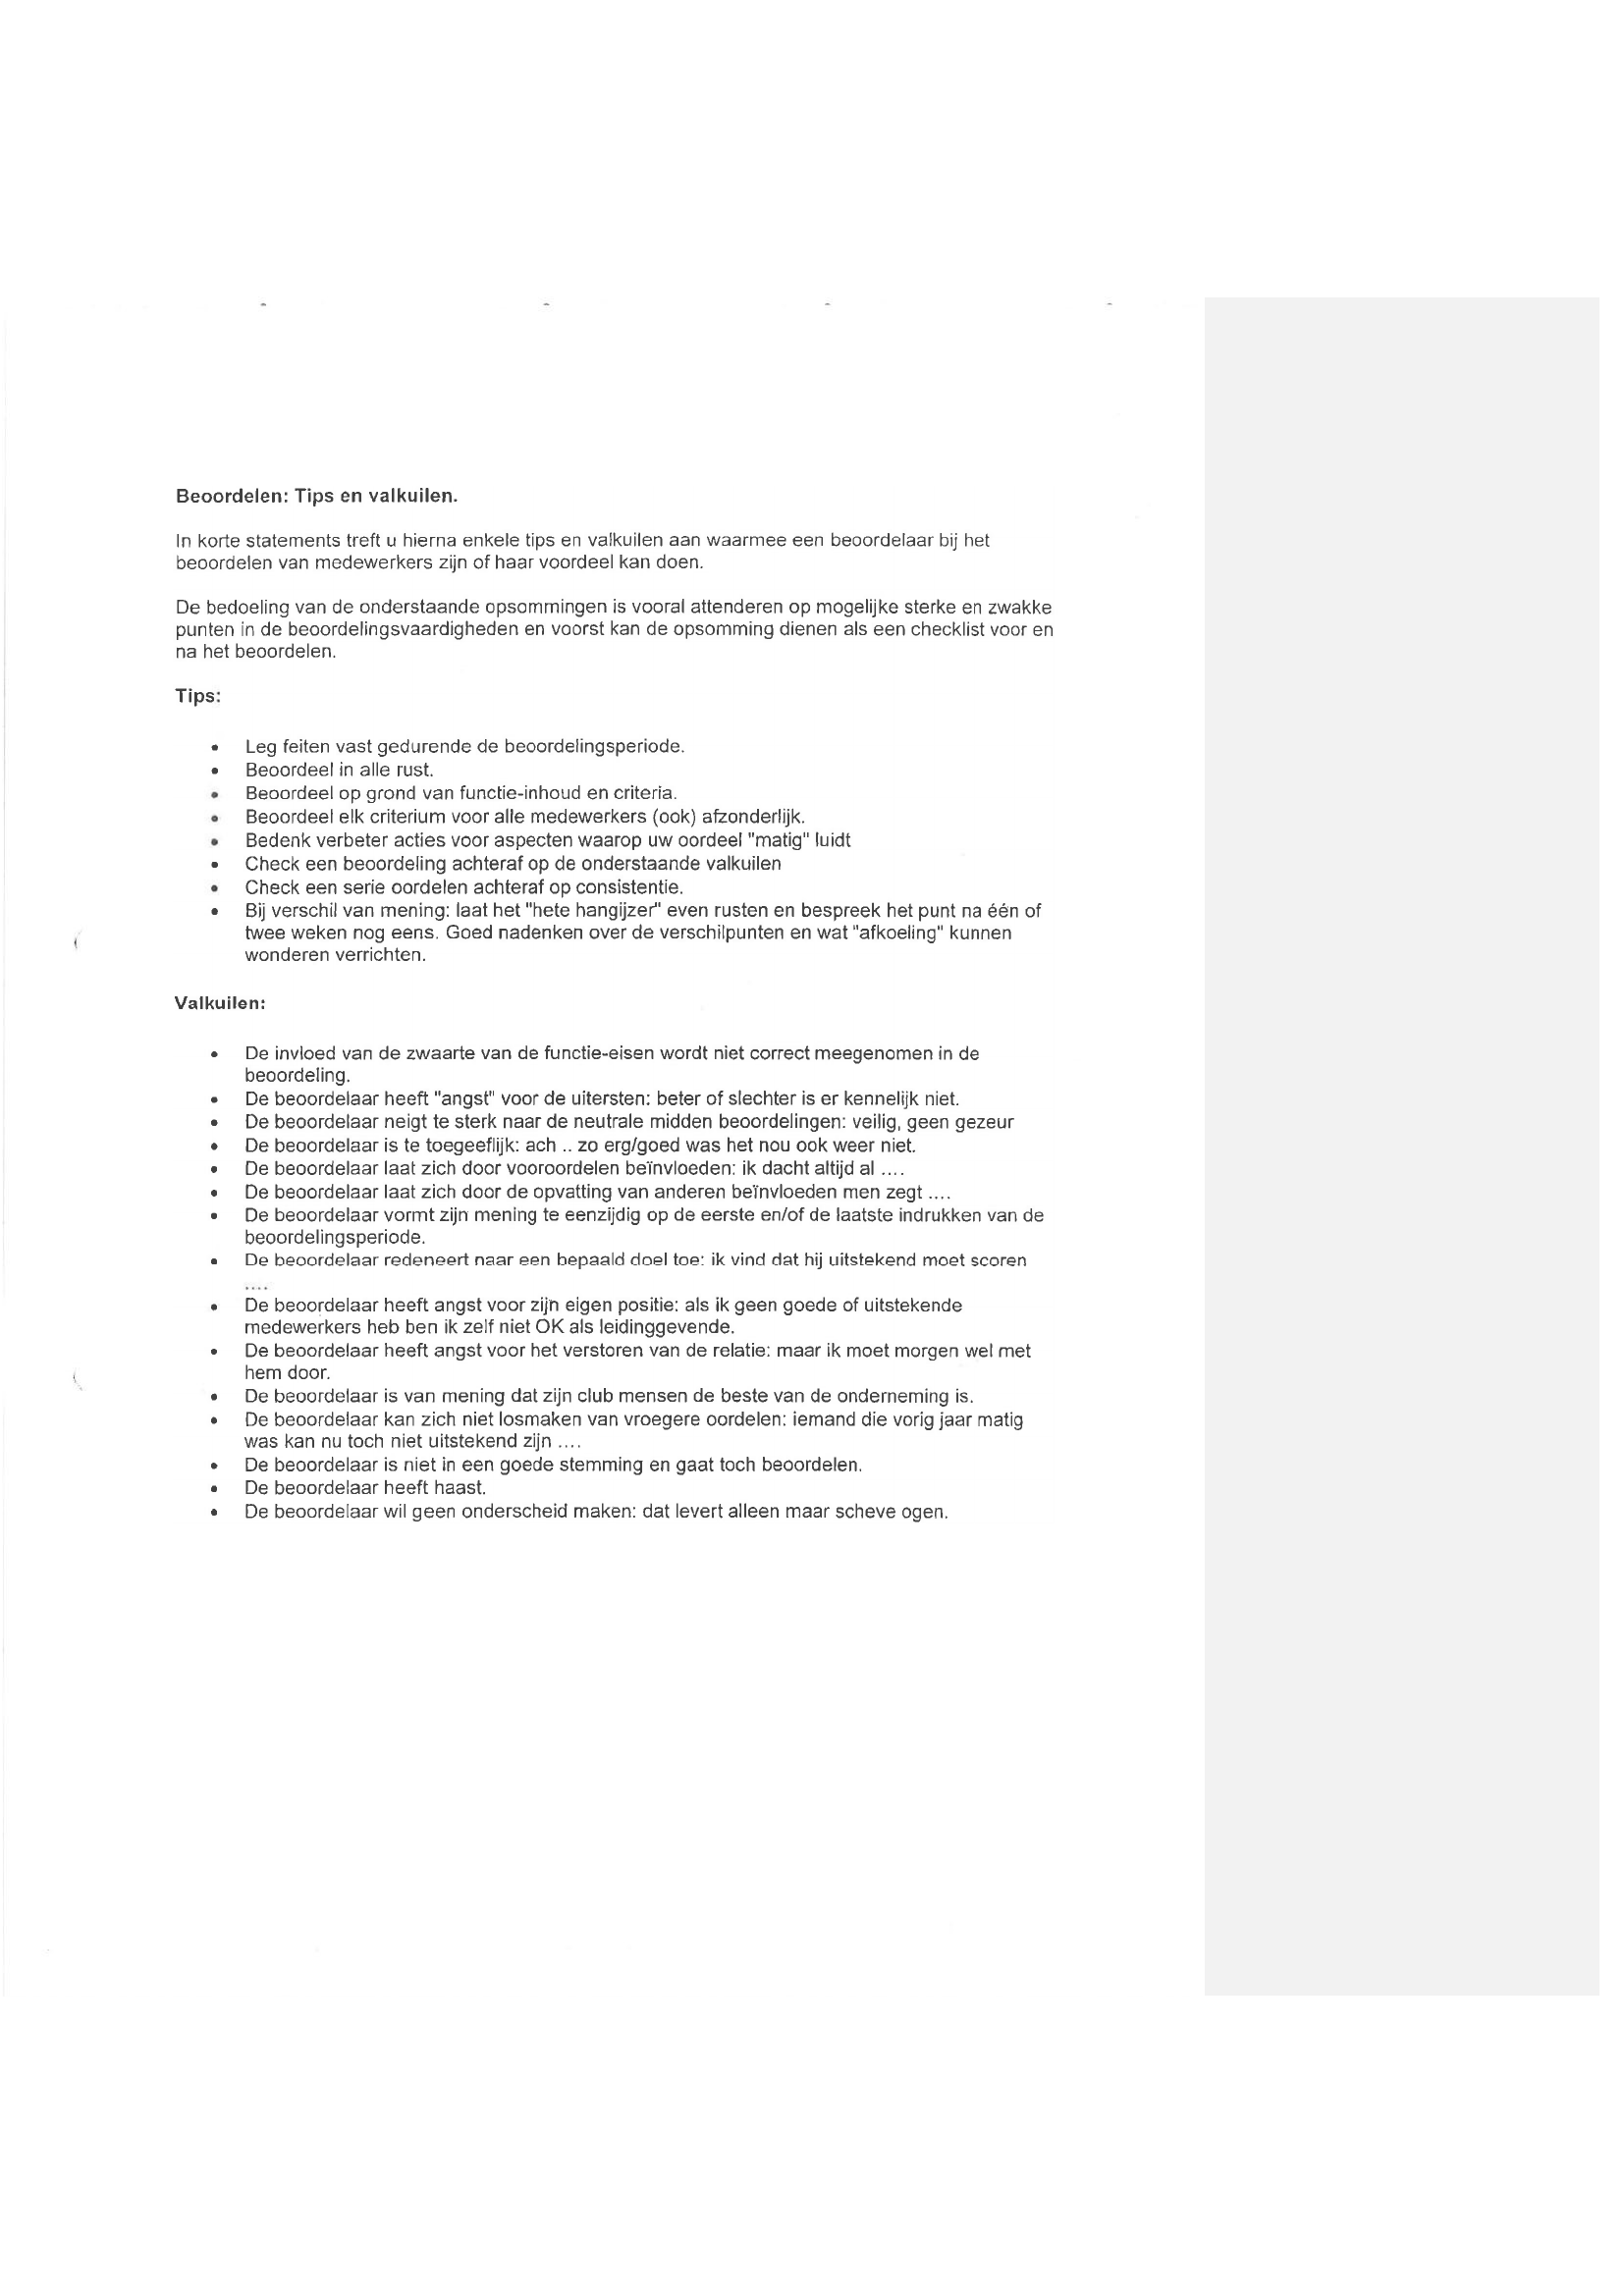 Beoordelen: Tips en valkuilen.
In korte statements treft u hierna enkele tips en valkuilen aan waarmee een beoordelaar bij het
beoordelen van medewerkers zijn of haar voordeel kan doen.
De bedoeling van de onderstaande opsommingen is vooral attenderen op mogelijke sterke en zwakke
punten in de beoordelingsvaardigheden en voorst kan de opsomming dienen als een checklist voor en
na het beoordelen.
Tips:
• Leg feiten vast gedurende de beoordelingsperiode.
• Beoordeel in alle rust.
• Beoordeel op grond van functie-inhoud en criteria.
• Beoordeel elk criterium voor alle medewerkers (ook) afzonderlijk.
• Bedenk verbeter acties voor aspecten waarop uw oordeel "matig" luidt
• Check een beoordeling achteraf op de onderstaande valkuilen
• Check een serie oordelen achteraf op consistentie.
• Bij verschil van mening: laat het "hete hangijzer" even rusten en bespreek het punt na één of
twee weken nog eens. Goed nadenken over de verschilpunten en wat "afkoeling" kunnen
wonderen verrichten.
Valkuilen:
• De invloed van de zwaarte van de functie-eisen wordt niet correct meegenomen in de
beoordeling.
• De beoordelaar heeft "angst" voor de uitersten: beter of slechter is er kennelijk niet.
• De beoordelaar neigt te sterk naar de neutrale midden beoordelingen: veilig, geen gezeur
• De beoordelaar is te toegeeflijk: ach .. zo erg/goed was het nou ook weer niet.
• De beoordelaar laat zich door vooroordelen beïnvloeden: ik dacht altijd al ....
• De beoordelaar laat zich door de opvatting van anderen beïnvloeden men zegt ....
• De beoordelaar vormt zijn mening te eenzijdig op de eerste en/of de laatste indrukken van de
beoordelingsperiode.
• De beoordelaar redeneert naar een bepaald doel toe: ik vind dat hij uitstekend moet scoren
....
• De beoordelaar heeft angst voor zijn eigen positie: als ik geen goede of uitstekende
medewerkers heb ben ik zelf niet OK als leidinggevende.
• De beoordelaar heeft angst voor het verstoren van de relatie: maar ik moet morgen wel met
hem door.
• De beoordelaar is van mening dat zijn club mensen de beste van de onderneming is.
• De beoordelaar kan zich niet losmaken van vroegere oordelen: iemand die vorig jaar matig
was kan nu toch niet uitstekend zijn ....
• De beoordelaar is niet in een goede stemming en gaat toch beoordelen.
• De beoordelaar heeft haast.
• De beoordelaar wil geen onderscheid maken: dat levert alleen maar scheve ogen.